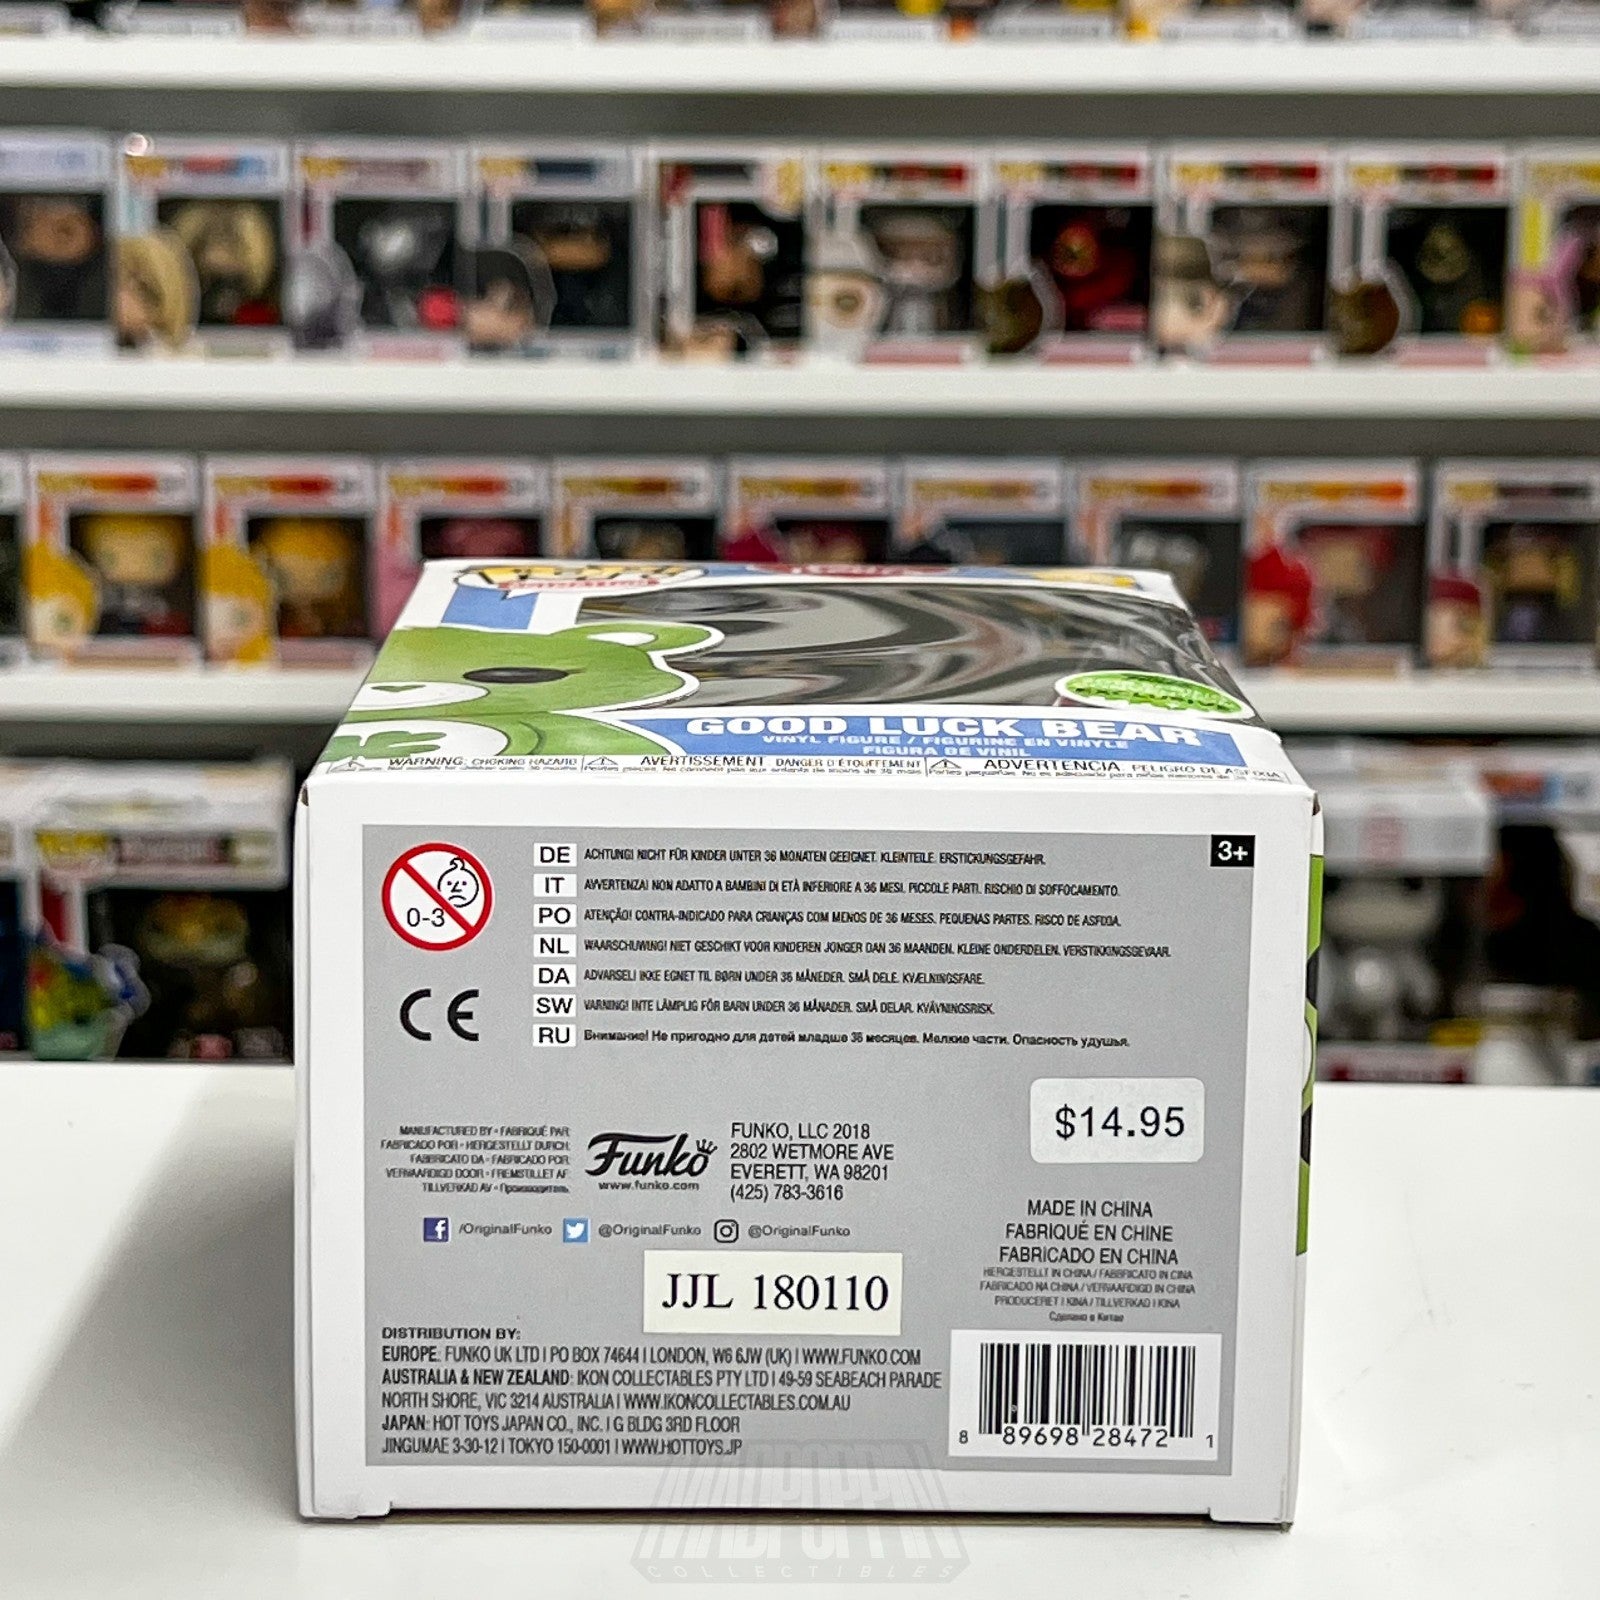 GOOD LUCK BEAR
VINYL FIGURE / FIGURINE EN VINYLE
FIGURA DE VINIL
WARNING: CHOKING HAZARD
AVERTISSEMENT DANGER D'ÉTOUFFEMENT
ADVERTENCIA PELIGRO DE ASFIXIA
3+
0-3
DE ACHTUNG! NICHT FÜR KINDER UNTER 36 MONATEN GEEIGNET. KLEINTEILE. ERSTICKUNGSGEFAHR.
IT AVVERTENZA! NON ADATTO A BAMBINI DI ETÀ INFERIORE A 36 MESI. PICCOLE PARTI. RISCHIO DI SOFFOCAMENTO.
PO ATENÇÃO! CONTRA-INDICADO PARA CRIANÇAS COM MENOS DE 36 MESES. PEQUENAS PARTES. RISCO DE ASFIXIA.
NL WAARSCHUWING! NIET GESCHIKT VOOR KINDEREN JONGER DAN 36 MAANDEN. KLEINE ONDERDELEN. VERSTIKKINGSGEVAAR.
DA ADVARSEL! IKKE EGNET TIL BØRN UNDER 36 MÅNEDER. SMÅ DELE. KVÆLNINGSFARE.
SW VARNING! INTE LÄMPLIG FÖR BARN UNDER 36 MÅNADER. SMÅ DELAR. KVÄVNINGSRISK.
RU Внимание! Не пригодно для детей младше 36 месяцев. Мелкие части. Опасность удушья.
CE
$14.95
MANUFACTURED BY • FABRIQUÉ PAR
FABRICADO POR • HERGESTELLT DURCH
FABBRICATO DA • FABRICADO POR
VERVAARDIGD DOOR • FREMSTILLET AF
TILLVERKAD AV • Производитель
Funko
www.funko.com
FUNKO, LLC 2018
2802 WETMORE AVE
EVERETT, WA 98201
(425) 783-3616
/OriginalFunko @OriginalFunko @OriginalFunko
JJL 180110
MADE IN CHINA
FABRIQUÉ EN CHINE
FABRICADO EN CHINA
HERGESTELLT IN CHINA / FABBRICATO IN CINA
FABRICADO NA CHINA / VERVAARDIGD IN CHINA
PRODUCERET I KINA / TILLVERKAD I KINA
Сделано в Китае
DISTRIBUTION BY:
EUROPE: FUNKO UK LTD | PO BOX 74644 | LONDON, W6 6JW (UK) | WWW.FUNKO.COM
AUSTRALIA & NEW ZEALAND: IKON COLLECTABLES PTY LTD | 49-59 SEABEACH PARADE
NORTH SHORE, VIC 3214 AUSTRALIA | WWW.IKONCOLLECTABLES.COM.AU
JAPAN: HOT TOYS JAPAN CO., INC. | G BLDG 3RD FLOOR
JINGUMAE 3-30-12 | TOKYO 150-0001 | WWW.HOTTOYS.JP
8 89698 28472 1
MADPOPPIN
COLLECTIBLES